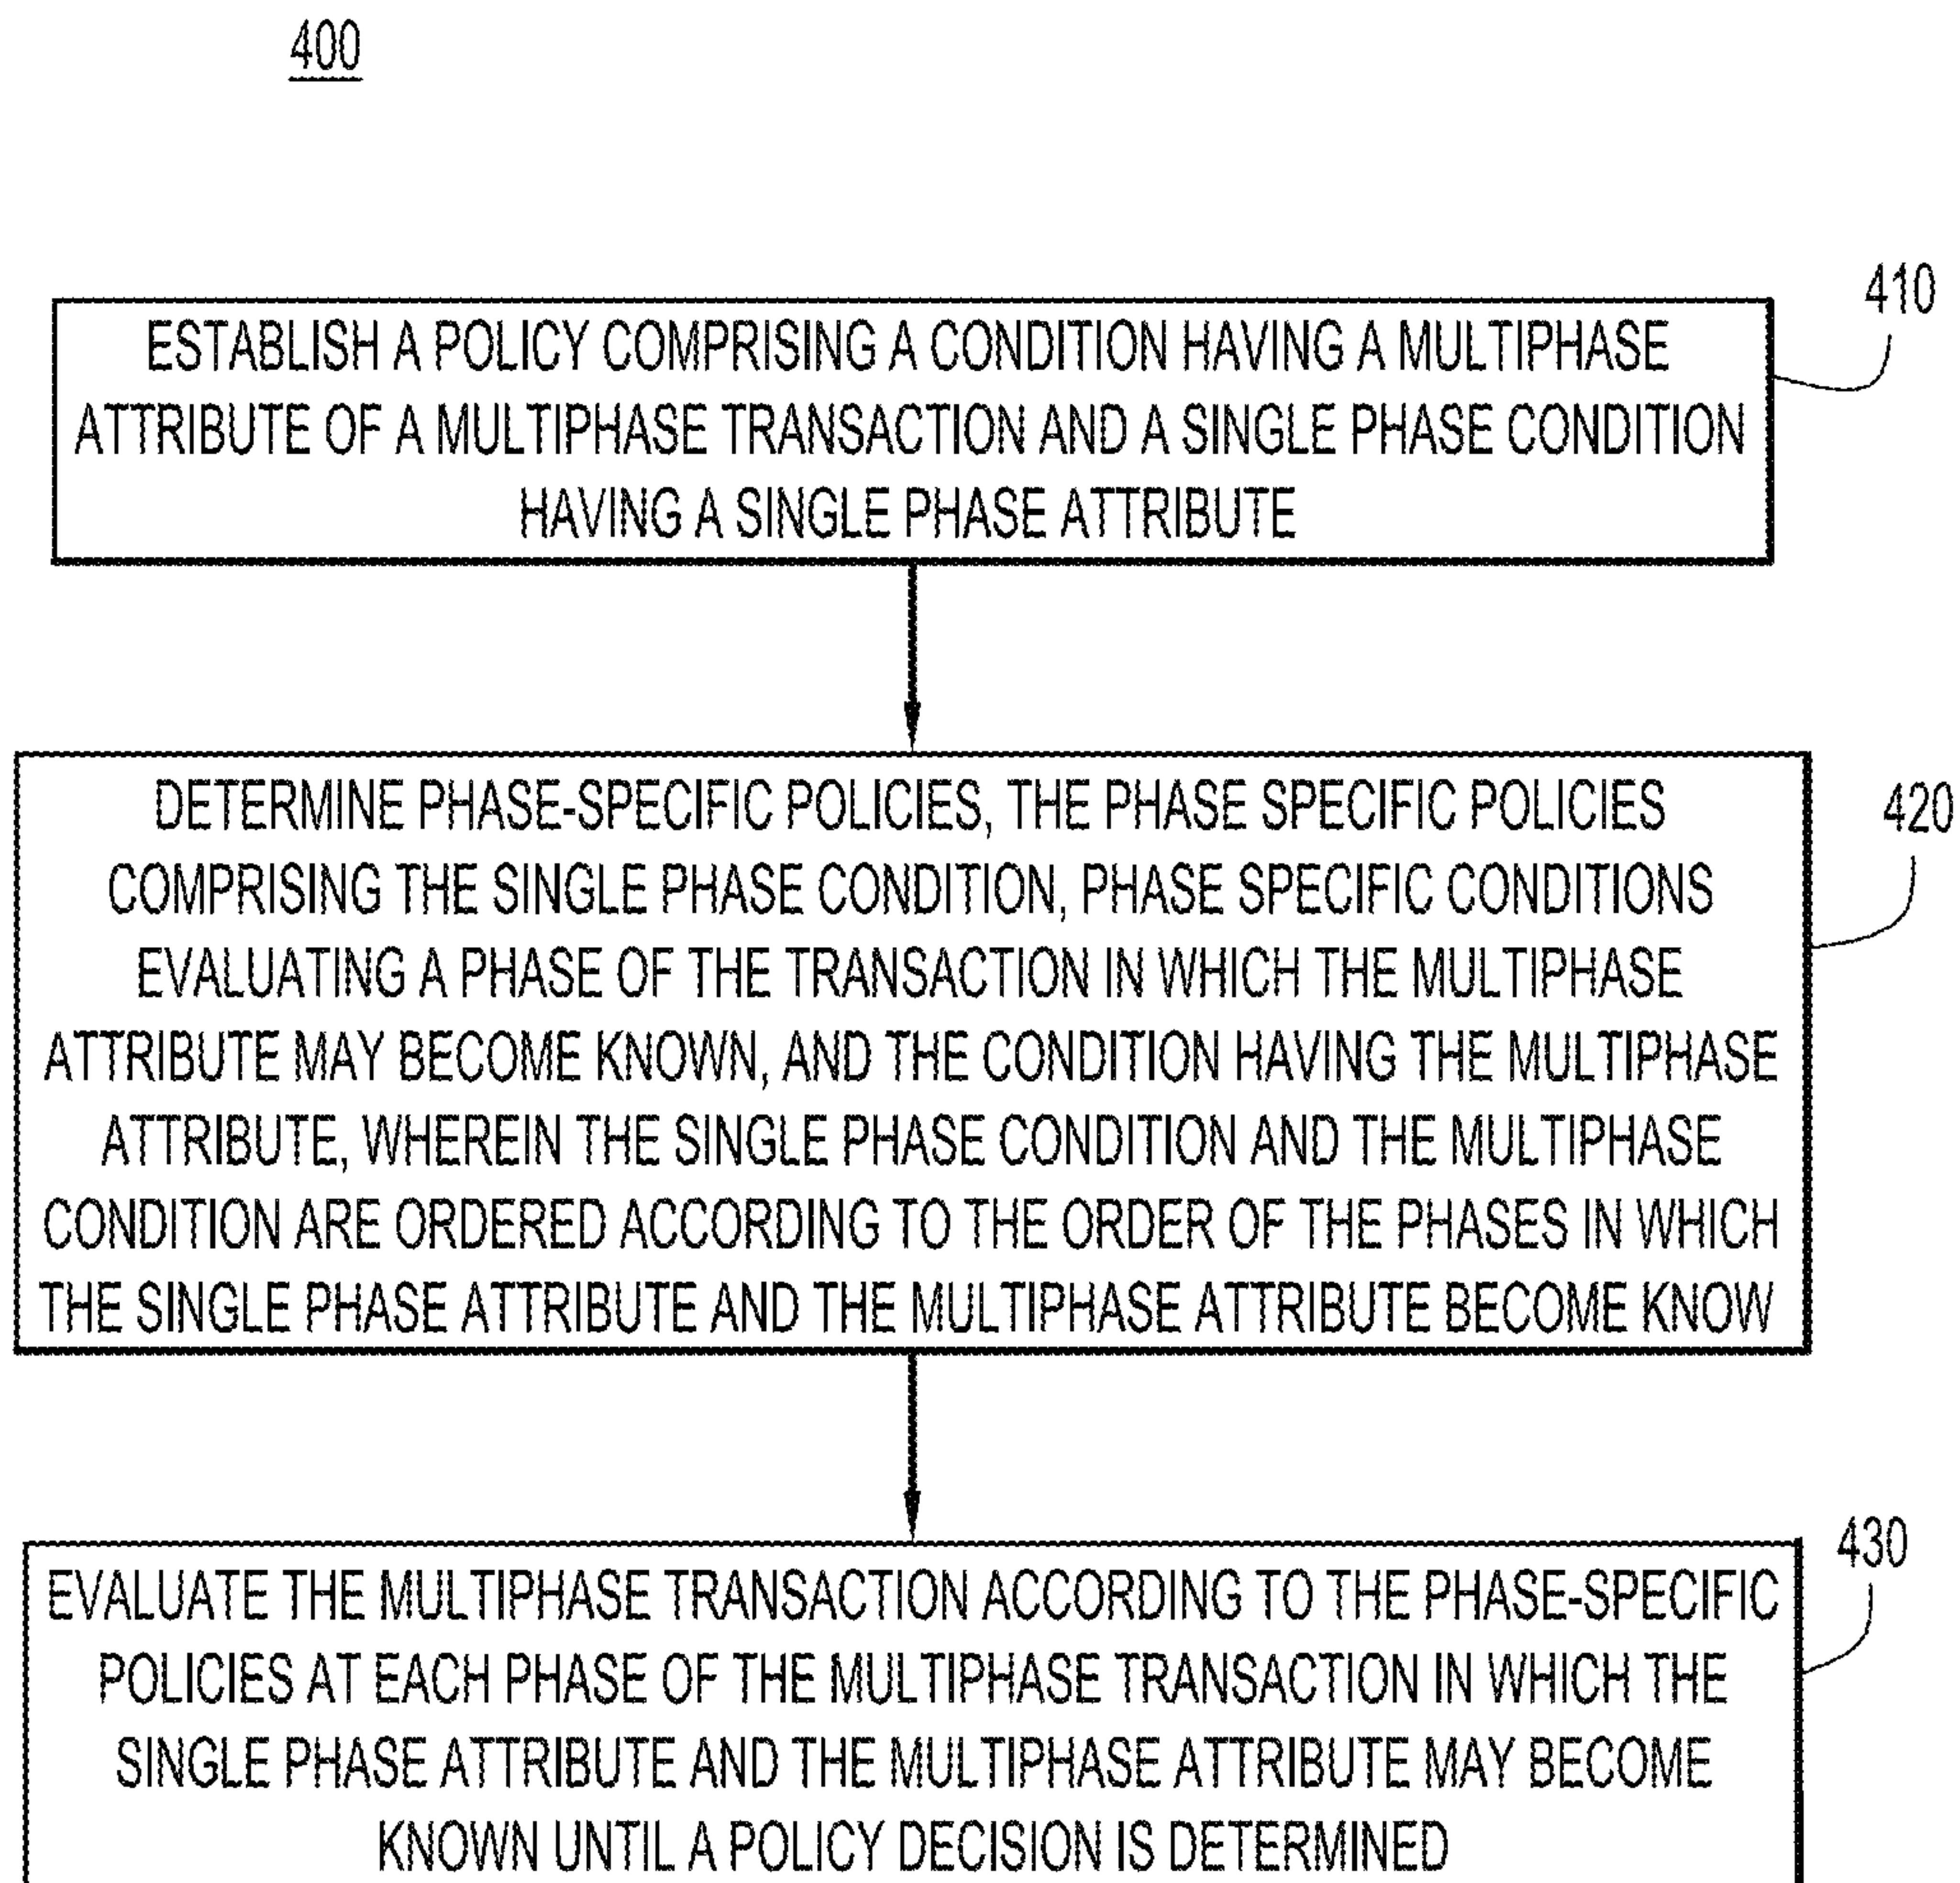 400
410
ESTABLISH A POLICY COMPRISING A CONDITION HAVING A MULTIPHASE
ATTRIBUTE OF A MULTIPHASE TRANSACTION AND A SINGLE PHASE CONDITION
HAVING A SINGLE PHASE ATTRIBUTE
420
DETERMINE PHASE-SPECIFIC POLICIES, THE PHASE SPECIFIC POLICIES
COMPRISING THE SINGLE PHASE CONDITION, PHASE SPECIFIC CONDITIONS
EVALUATING A PHASE OF THE TRANSACTION IN WHICH THE MULTIPHASE
ATTRIBUTE MAY BECOME KNOWN, AND THE CONDITION HAVING THE MULTIPHASE
ATTRIBUTE, WHEREIN THE SINGLE PHASE CONDITION AND THE MULTIPHASE
CONDITION ARE ORDERED ACCORDING TO THE ORDER OF THE PHASES IN WHICH
THE SINGLE PHASE ATTRIBUTE AND THE MULTIPHASE ATTRIBUTE BECOME KNOW
430
EVALUATE THE MULTIPHASE TRANSACTION ACCORDING TO THE PHASE-SPECIFIC
POLICIES AT EACH PHASE OF THE MULTIPHASE TRANSACTION IN WHICH THE
SINGLE PHASE ATTRIBUTE AND THE MULTIPHASE ATTRIBUTE MAY BECOME
KNOWN UNTIL A POLICY DECISION IS DETERMINED